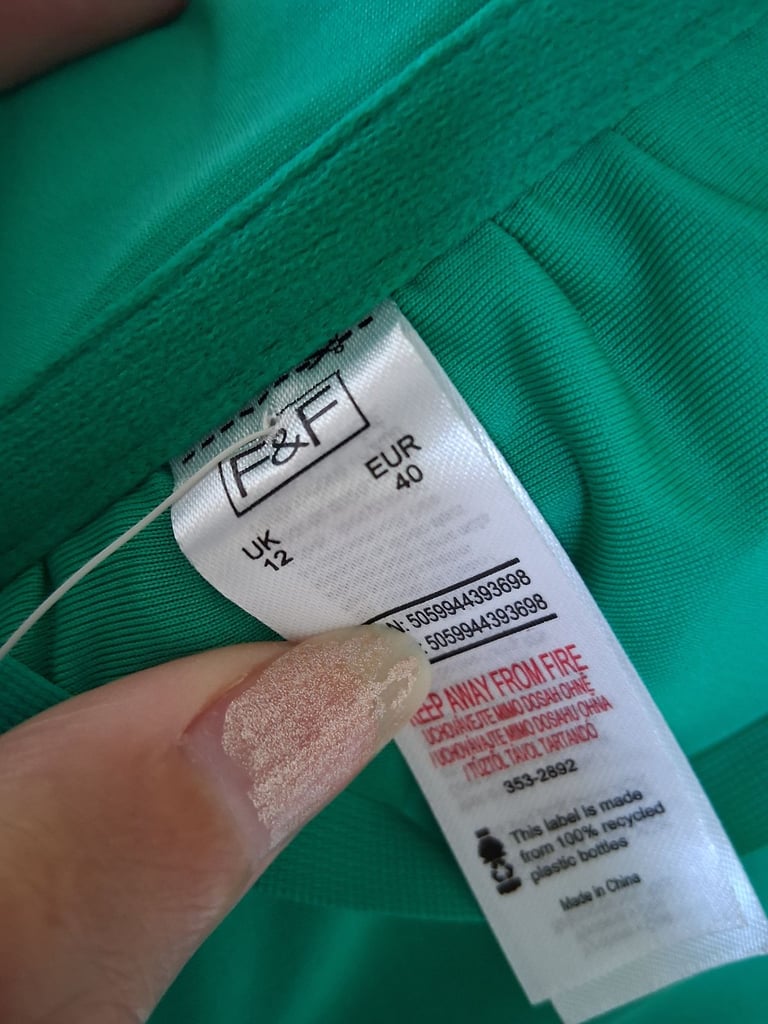 F&F
EUR
40
UK
12
N: 5059944393698
: 5059944393698
KEEP AWAY FROM FIRE
UCHOVÁVEJTE MIMO DOSAH OHNĚ
/ UCHOVÁVAJTE MIMO DOSAHU OHŇA
/ TŰZTŐL TÁVOL TARTANDÓ
353-2892
This label is made
from 100% recycled
plastic bottles
Made in China